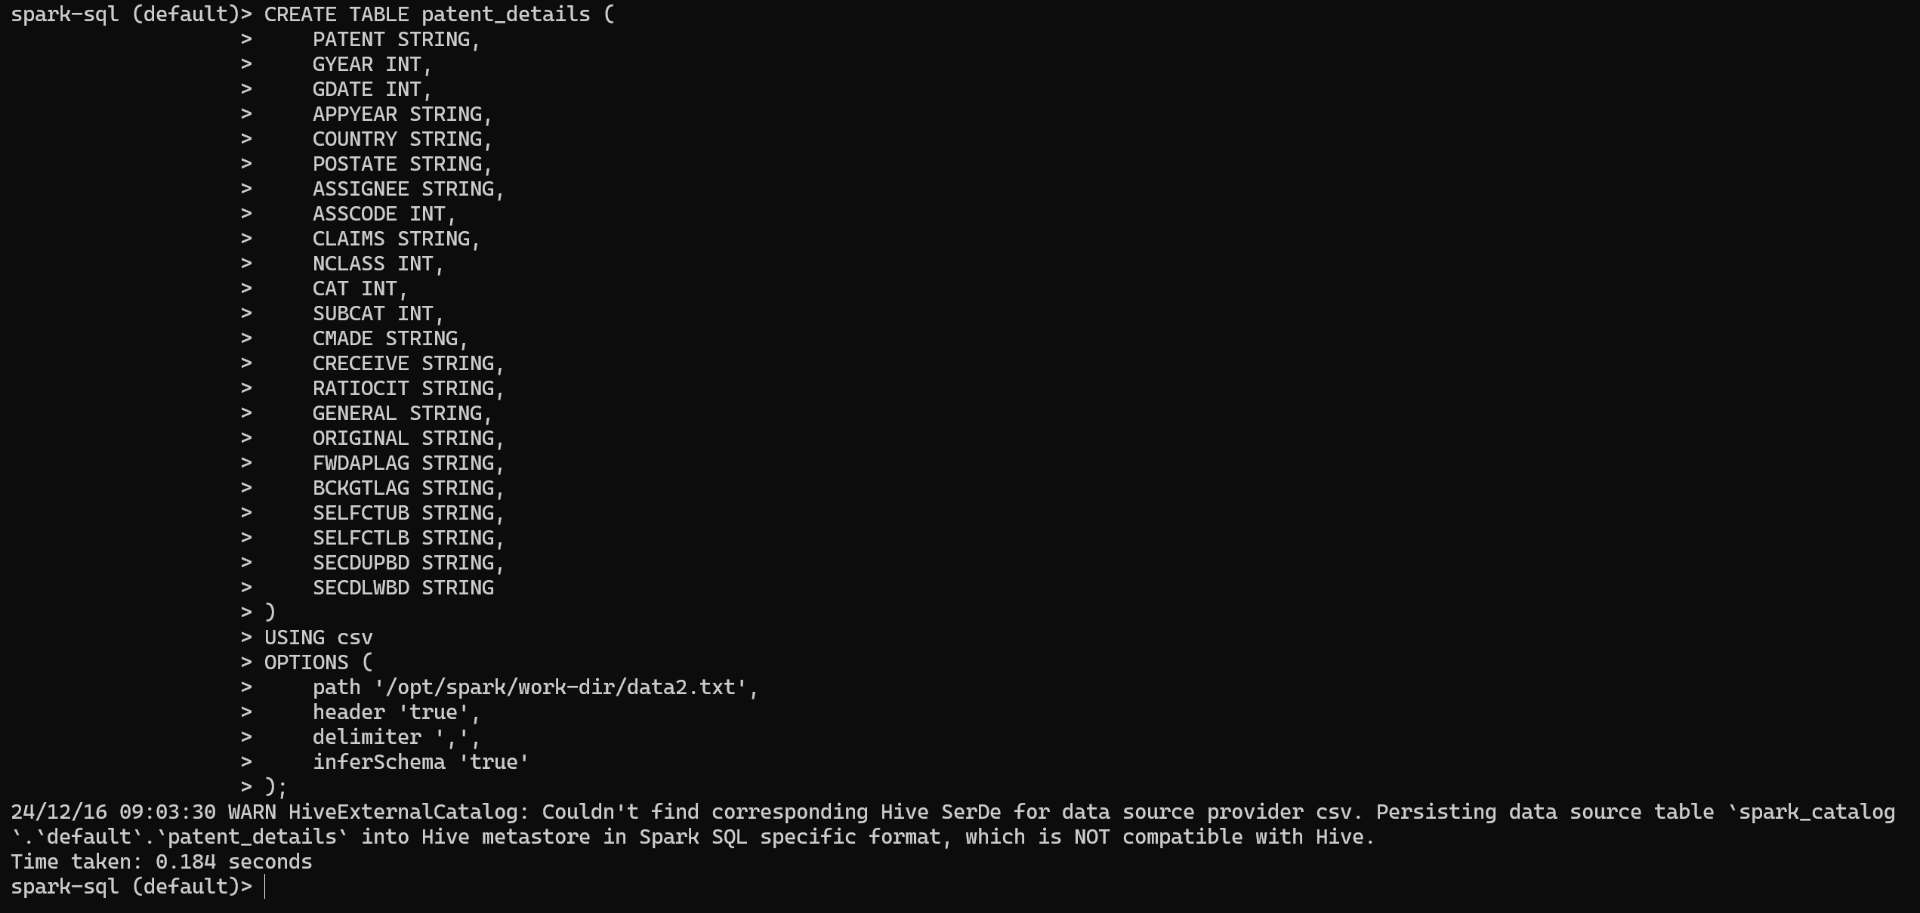 spark-sql (default)> CREATE TABLE patent_details (
                   >     PATENT STRING,
                   >     GYEAR INT,
                   >     GDATE INT,
                   >     APPYEAR STRING,
                   >     COUNTRY STRING,
                   >     POSTATE STRING,
                   >     ASSIGNEE STRING,
                   >     ASSCODE INT,
                   >     CLAIMS STRING,
                   >     NCLASS INT,
                   >     CAT INT,
                   >     SUBCAT INT,
                   >     CMADE STRING,
                   >     CRECEIVE STRING,
                   >     RATIOCIT STRING,
                   >     GENERAL STRING,
                   >     ORIGINAL STRING,
                   >     FWDAPLAG STRING,
                   >     BCKGTLAG STRING,
                   >     SELFCTUB STRING,
                   >     SELFCTLB STRING,
                   >     SECDUPBD STRING,
                   >     SECDLWBD STRING
                   > )
                   > USING csv
                   > OPTIONS (
                   >     path '/opt/spark/work-dir/data2.txt',
                   >     header 'true',
                   >     delimiter ',',
                   >     inferSchema 'true'
                   > );
24/12/16 09:03:30 WARN HiveExternalCatalog: Couldn't find corresponding Hive SerDe for data source provider csv. Persisting data source table `spark_catalog
`.`default`.`patent_details` into Hive metastore in Spark SQL specific format, which is NOT compatible with Hive.
Time taken: 0.184 seconds
spark-sql (default)>